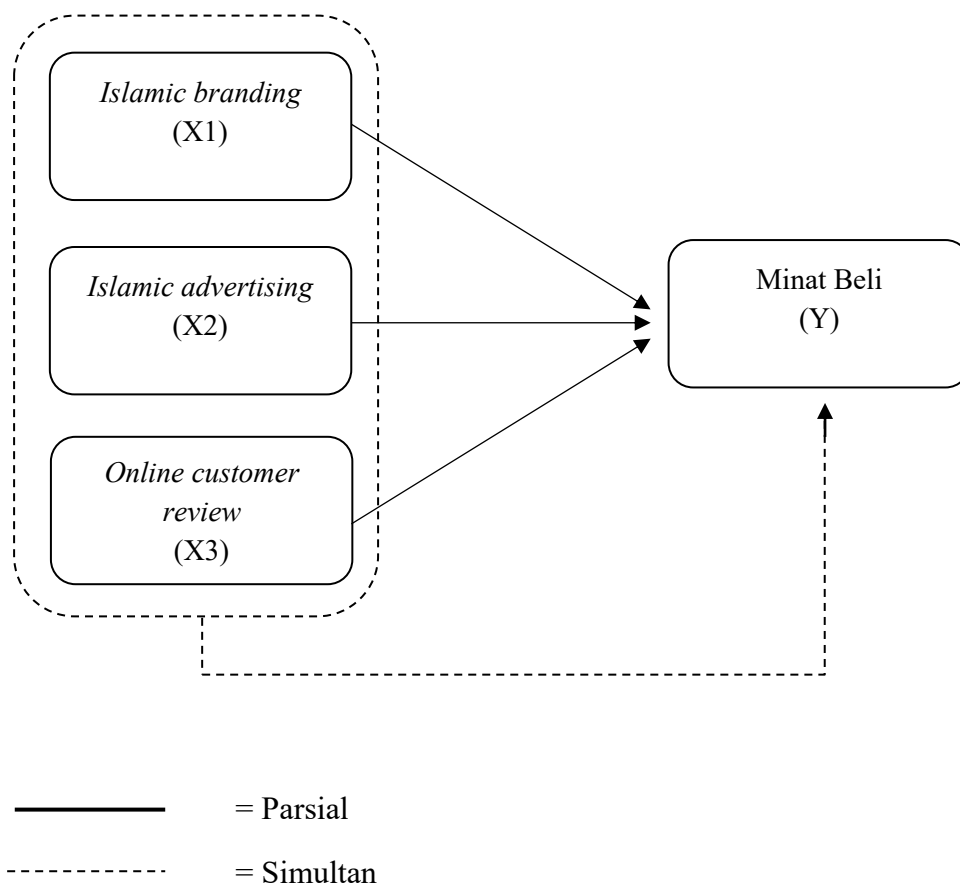 Islamic branding
(X1)
Islamic advertising
(X2)
Online customer
review
(X3)
Minat Beli
(Y)
= Parsial
= Simultan